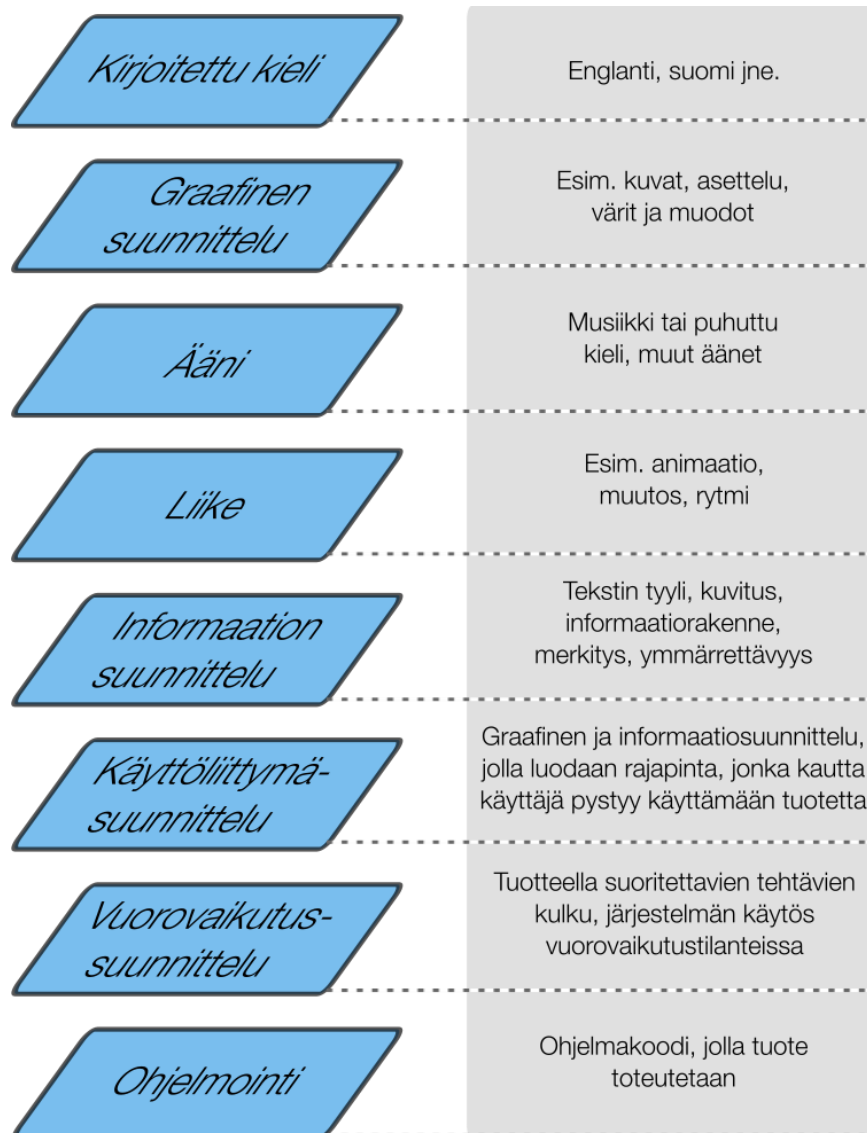 Kirjoitettu kieli
Englanti, suomi jne.
Graafinen
suunnittelu
Esim. kuvat, asettelu,
värit ja muodot
Ääni
Musiikki tai puhuttu
kieli, muut äänet
Liike
Esim. animaatio,
muutos, rytmi
Informaation
suunnittelu
Tekstin tyyli, kuvitus,
informaatiorakenne,
merkitys, ymmärrettävyys
Käyttöliittymä-
suunnittelu
Graafinen ja informaatiosuunnittelu,
jolla luodaan rajapinta, jonka kautta
käyttäjä pystyy käyttämään tuotetta
Vuorovaikutus-
suunnittelu
Tuotteella suoritettavien tehtävien
kulku, järjestelmän käytös
vuorovaikutustilanteissa
Ohjelmointi
Ohjelmakoodi, jolla tuote
toteutetaan